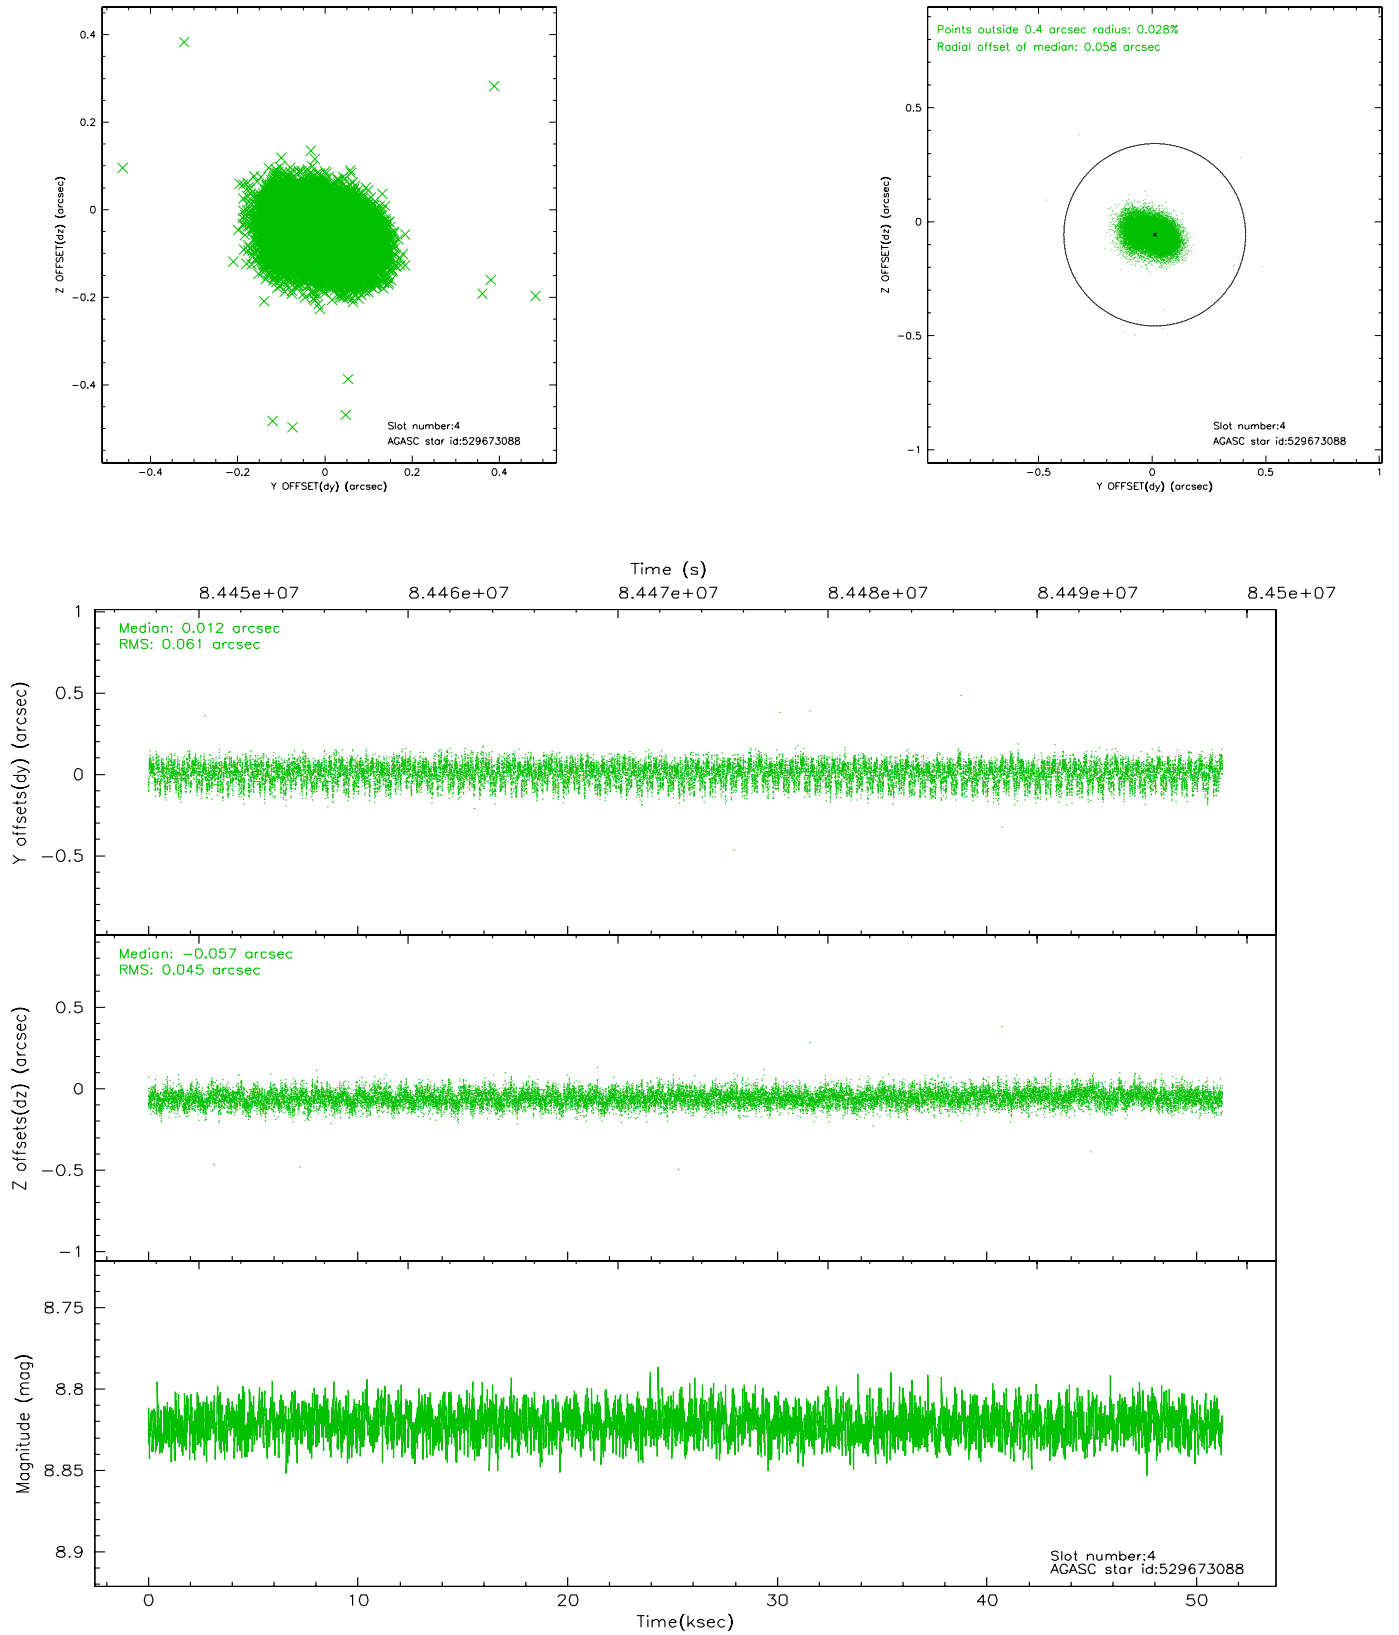 0.4
0.2
0
−0.2
−0.4
Z OFFSET(dz) (arcsec)
Slot number:4
AGASC star id:529673088
−0.4
−0.2
0
0.2
0.4
Y OFFSET(dy) (arcsec)
Points outside 0.4 arcsec radius: 0.028%
Radial offset of median: 0.058 arcsec
0.5
0
−0.5
−1
Z OFFSET(dz) (arcsec)
Slot number:4
AGASC star id:529673088
−0.5
0
0.5
1
Y OFFSET(dy) (arcsec)
Time (s)
8.445e+07
8.446e+07
8.447e+07
8.448e+07
8.449e+07
8.45e+07
Median: 0.012 arcsec
RMS: 0.061 arcsec
1
0.5
0
−0.5
Y offsets(dy) (arcsec)
Median: −0.057 arcsec
RMS: 0.045 arcsec
0.5
0
−0.5
−1
Z offsets(dz) (arcsec)
8.75
8.8
8.85
8.9
Magnitude (mag)
Slot number:4
AGASC star id:529673088
0
10
20
30
40
50
Time(ksec)